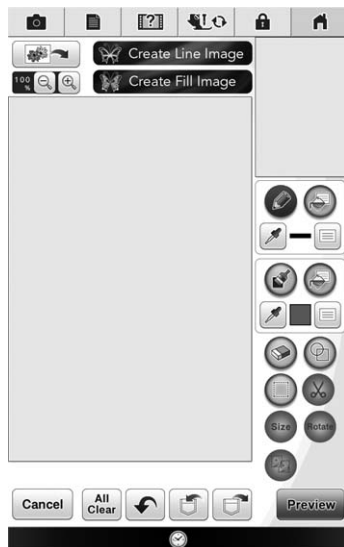 ?
Create Line Image
100
%
Create Fill Image
Size
Rotate
Cancel
All
Clear
Preview